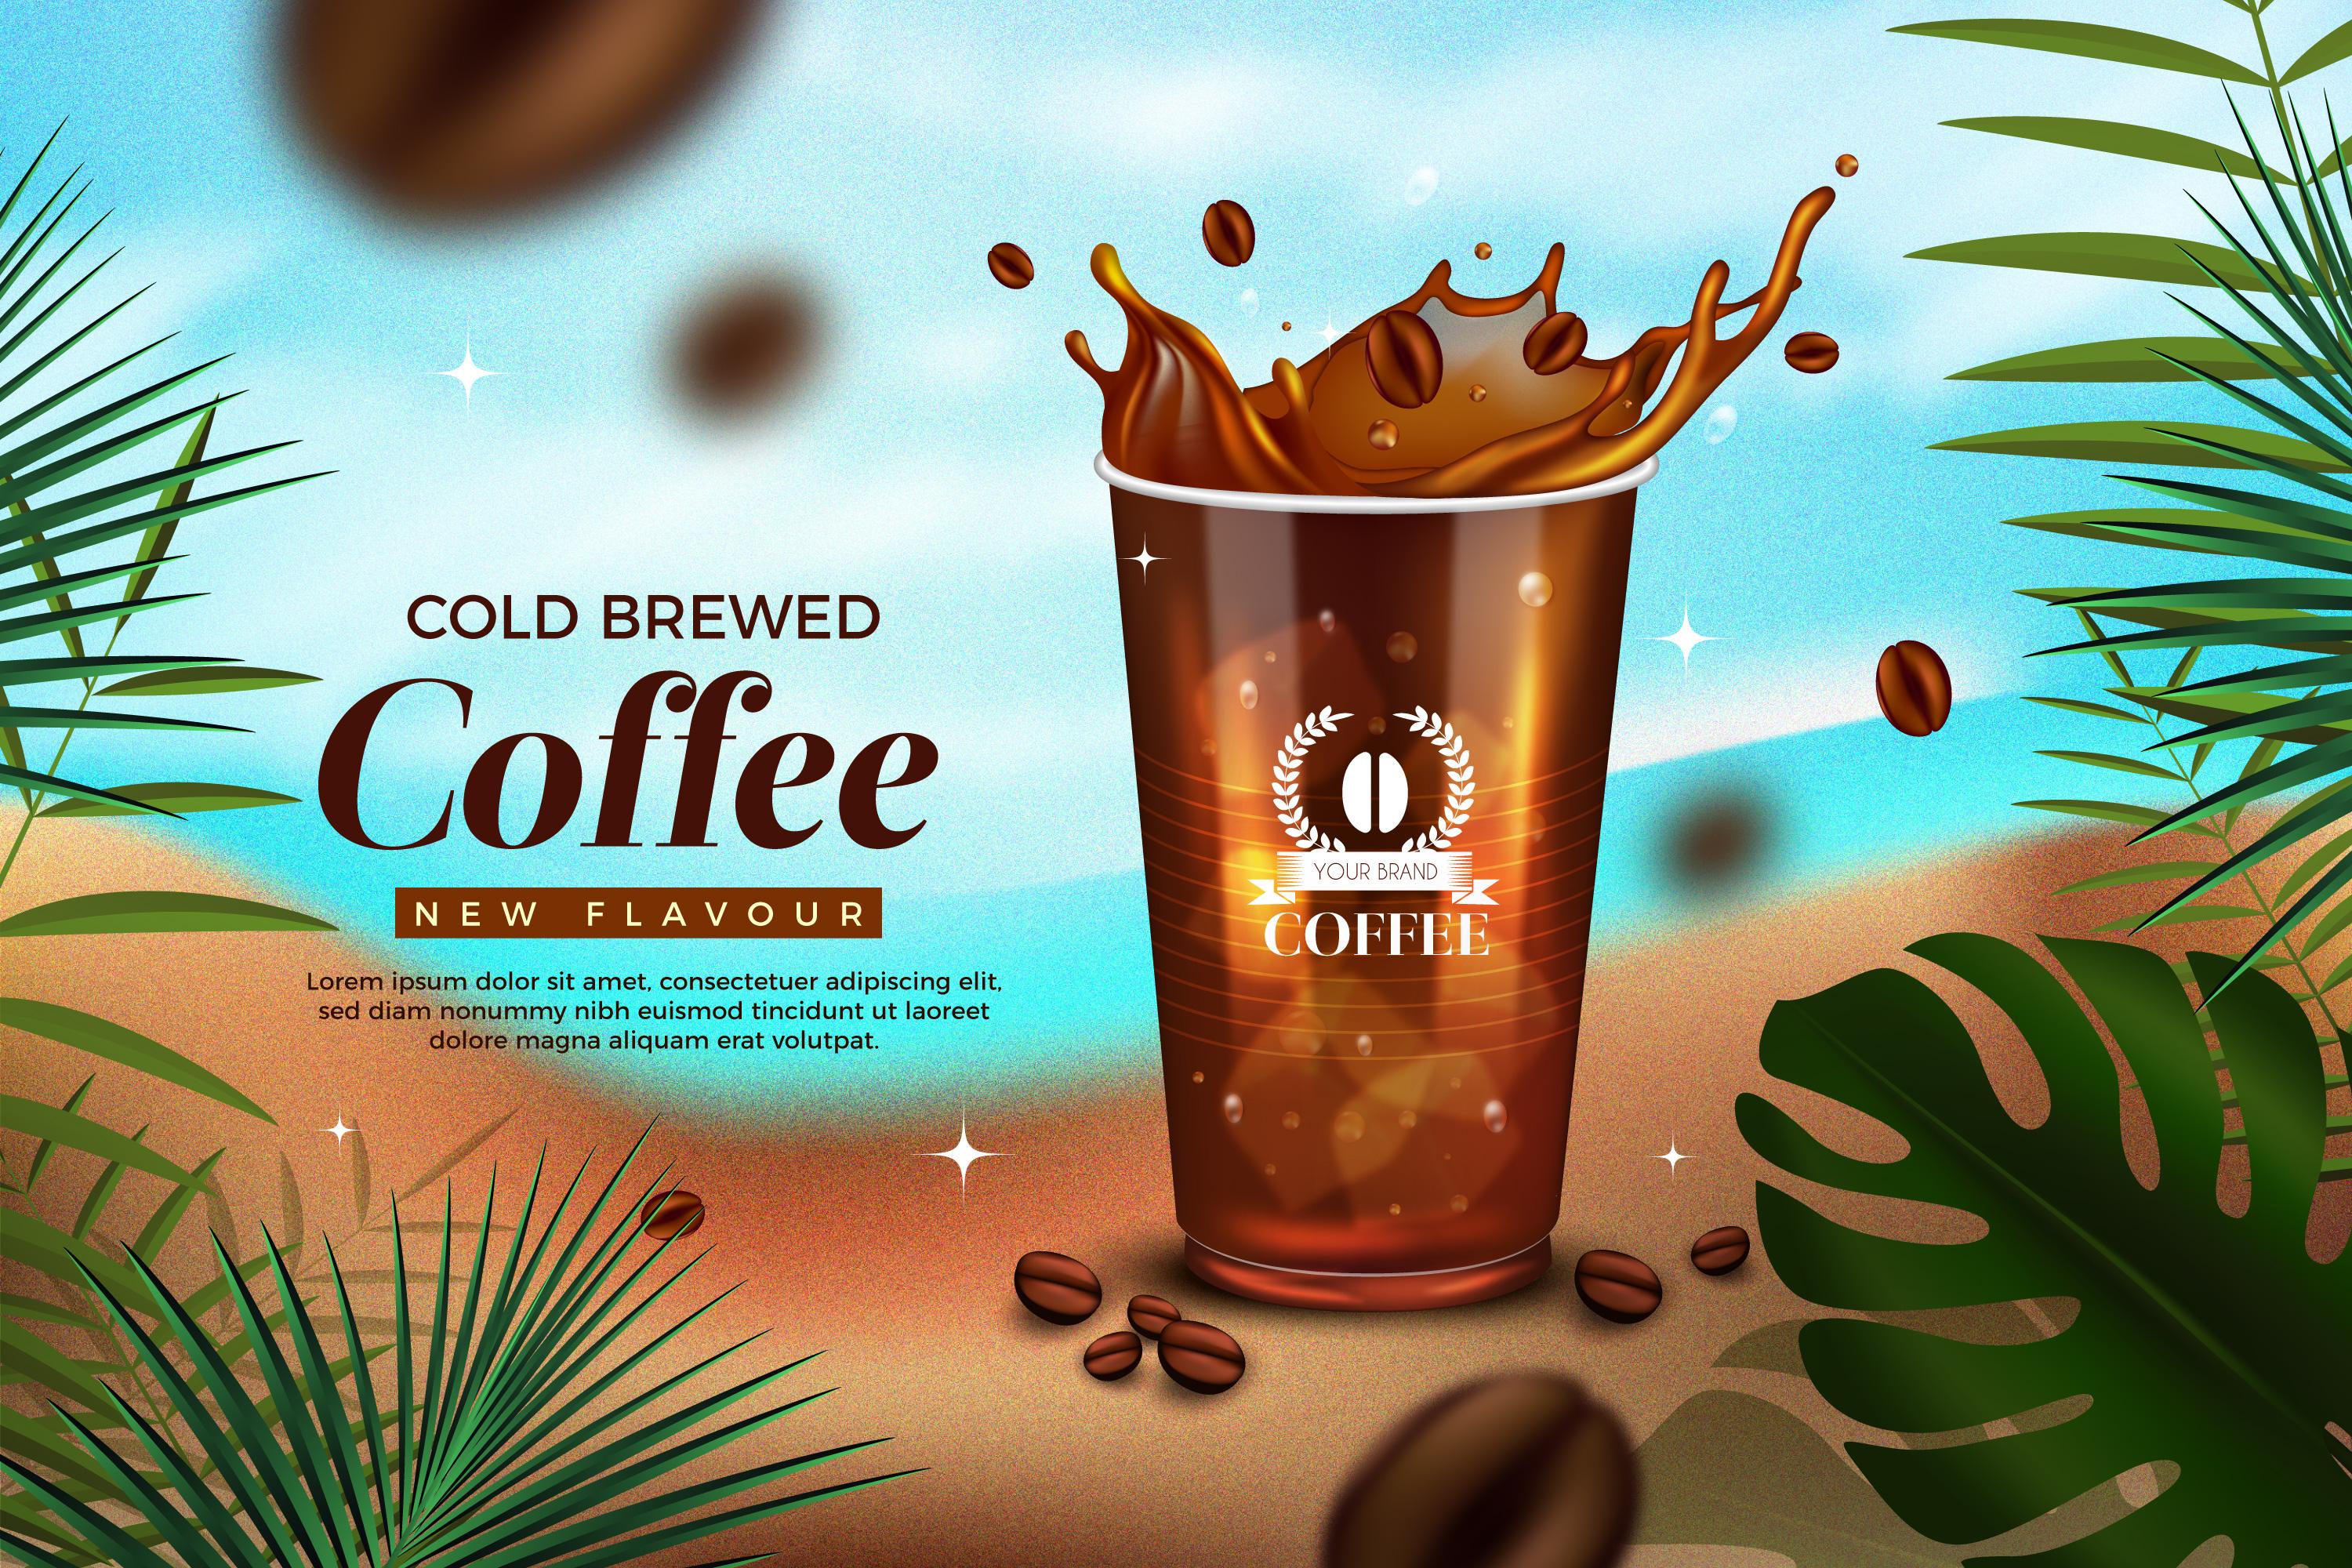 COLD BREWED
Coffee
NEW FLAVOUR
Lorem ipsum dolor sit amet, consectetuer adipiscing elit,
sed diam nonummy nibh euismod tincidunt ut laoreet
dolore magna aliquam erat volutpat.
YOUR BRAND
COFFEE